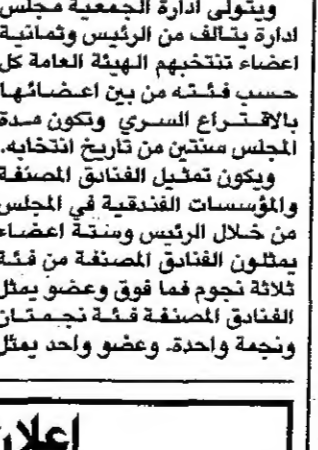 ويتولى ادارة الجمعية مجلس
ادارة يتالف من الرئيس وثمانية
اعضاء تنتخبهم الهيئة العامة كل
حسب فئته من بين اعضائها
بالاقتراع السري وتكون مدة
المجلس سنتين من تاريخ انتخابه.
ويكون تمثيل الفنادق المصنفة
والمؤسسات الفندقية في المجلس
من خلال الرئيس وستة اعضاء
يمثلون الفنادق المصنفة من فئة
ثلاثة نجوم فما فوق وعضو يمثل
الفنادق المصنفة فئة نجمتان
ونجمة واحدة. وعضو واحد يمثل
إعلان